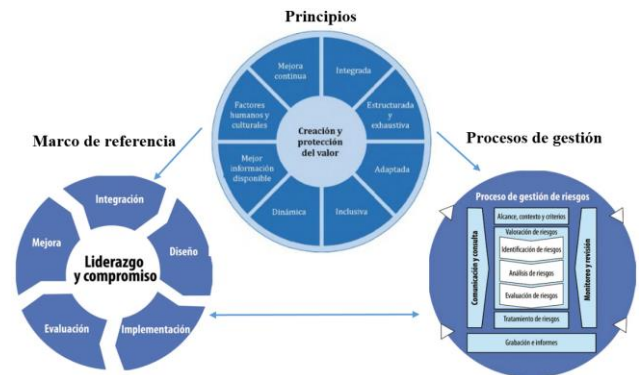 Principios
Mejora
continua
Integrada
Estructurada
y
exhaustiva
Adaptada
Inclusiva
Dinámica
Mejor
información
disponible
Factores
humanos y
culturales
Creación y
protección
del valor
Marco de referencia
Integración
Diseño
Implementación
Evaluación
Mejora
Liderazgo
y compromiso
Procesos de gestión
Proceso de gestión de riesgos
Alcance, contexto y criterios
Valoración de riesgos
Identificación de riesgos
Análisis de riesgos
Evaluación de riesgos
Tratamiento de riesgos
Comunicación y consulta
Monitoreo y revisión
Grabación e informes